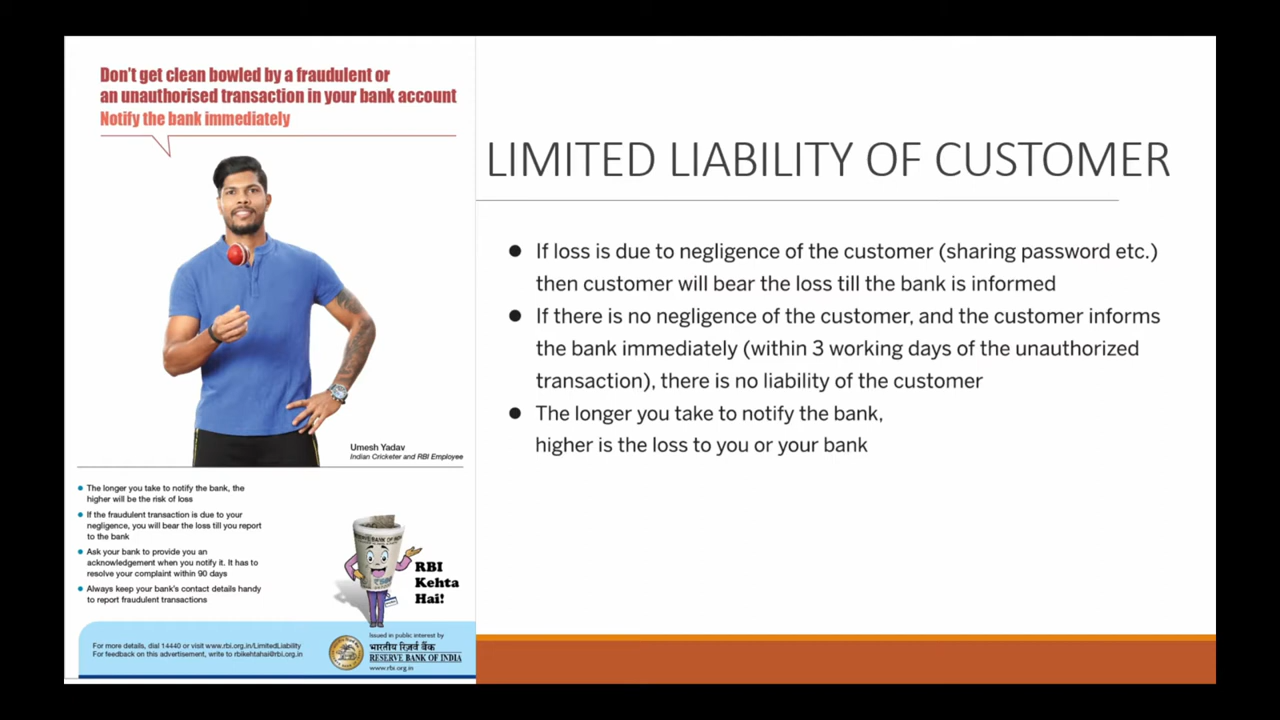 Don't get clean bowled by a fraudulent or
an unauthorised transaction in your bank account
Notify the bank immediately
Umesh Yadav
Indian Cricketer and RBI Employee
● The longer you take to notify the bank, the
higher will be the risk of loss
● If the fraudulent transaction is due to your
negligence, you will bear the loss till you report
to the bank
● Ask your bank to provide you an
acknowledgement when you notify it. It has to
resolve your complaint within 90 days
● Always keep your bank's contact details handy
to report fraudulent transactions
RBI
Kehta
Hai!
For more details, dial 14440 or visit www.rbi.org.in/LimitedLiability
For feedback on this advertisement, write to rbikehtahai@rbi.org.in
Issued in public interest by
भारतीय रिज़र्व बैंक
RESERVE BANK OF INDIA
www.rbi.org.in
LIMITED LIABILITY OF CUSTOMER
● If loss is due to negligence of the customer (sharing password etc.)
then customer will bear the loss till the bank is informed
● If there is no negligence of the customer, and the customer informs
the bank immediately (within 3 working days of the unauthorized
transaction), there is no liability of the customer
● The longer you take to notify the bank,
higher is the loss to you or your bank